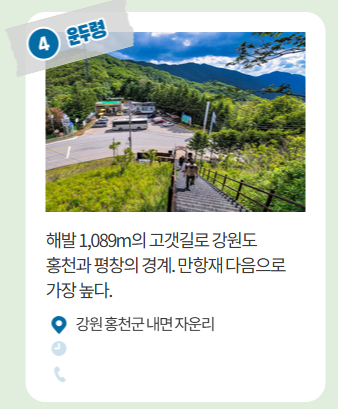 4 운두령
해발 1,089m의 고갯길로 강원도
홍천과 평창의 경계. 만항재 다음으로
가장 높다.
강원 홍천군 내면 자운리